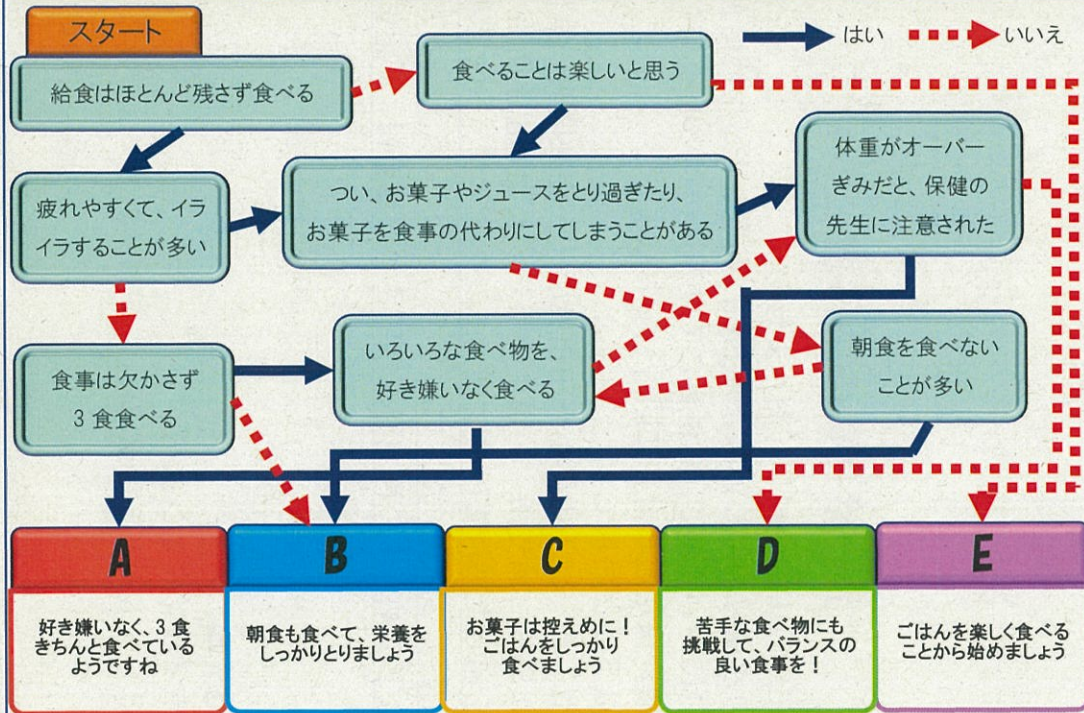 スタート
はい
いいえ
給食はほとんど残さず食べる
食べることは楽しいと思う
疲れやすくて、イラ
イラすることが多い
つい、お菓子やジュースをとり過ぎたり、
お菓子を食事の代わりにしてしまうことがある
体重がオーバー
ぎみだと、保健の
先生に注意された
食事は欠かさず
3食食べる
いろいろな食べ物を、
好き嫌いなく食べる
朝食を食べない
ことが多い
A
好き嫌いなく、3食
きちんと食べている
ようですね
B
朝食も食べて、栄養を
しっかりとりましょう
C
お菓子は控えめに!
ごはんをしっかり
食べましょう
D
苦手な食べ物にも
挑戦して、バランスの
良い食事を!
E
ごはんを楽しく食べる
ことから始めましょう